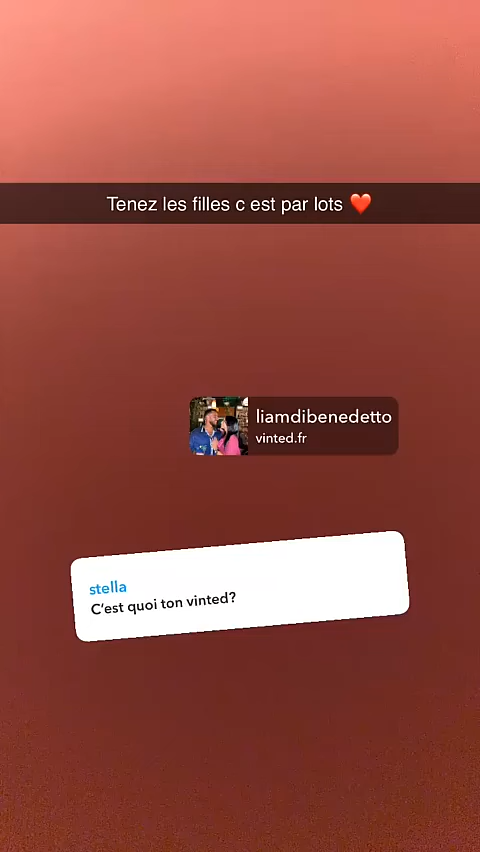 Tenez les filles c est par lots ❤️
liamdibenedetto
vinted.fr
stella
C'est quoi ton vinted?